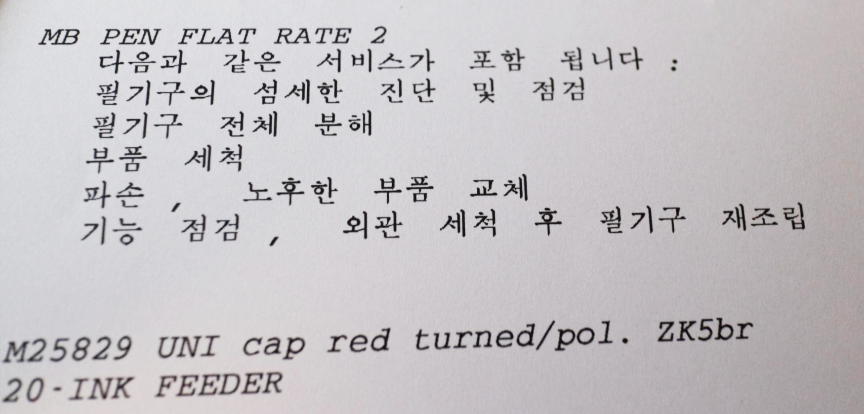 MB PEN FLAT RATE 2
다음과 같은 서비스가 포함 됩니다 :
필기구의 섬세한 진단 및 점검
필기구 전체 분해
부품 세척
파손 , 노후한 부품 교체
기능 점검 , 외관 세척 후 필기구 재조립
M25829 UNI cap red turned/pol. ZK5br
20-INK FEEDER